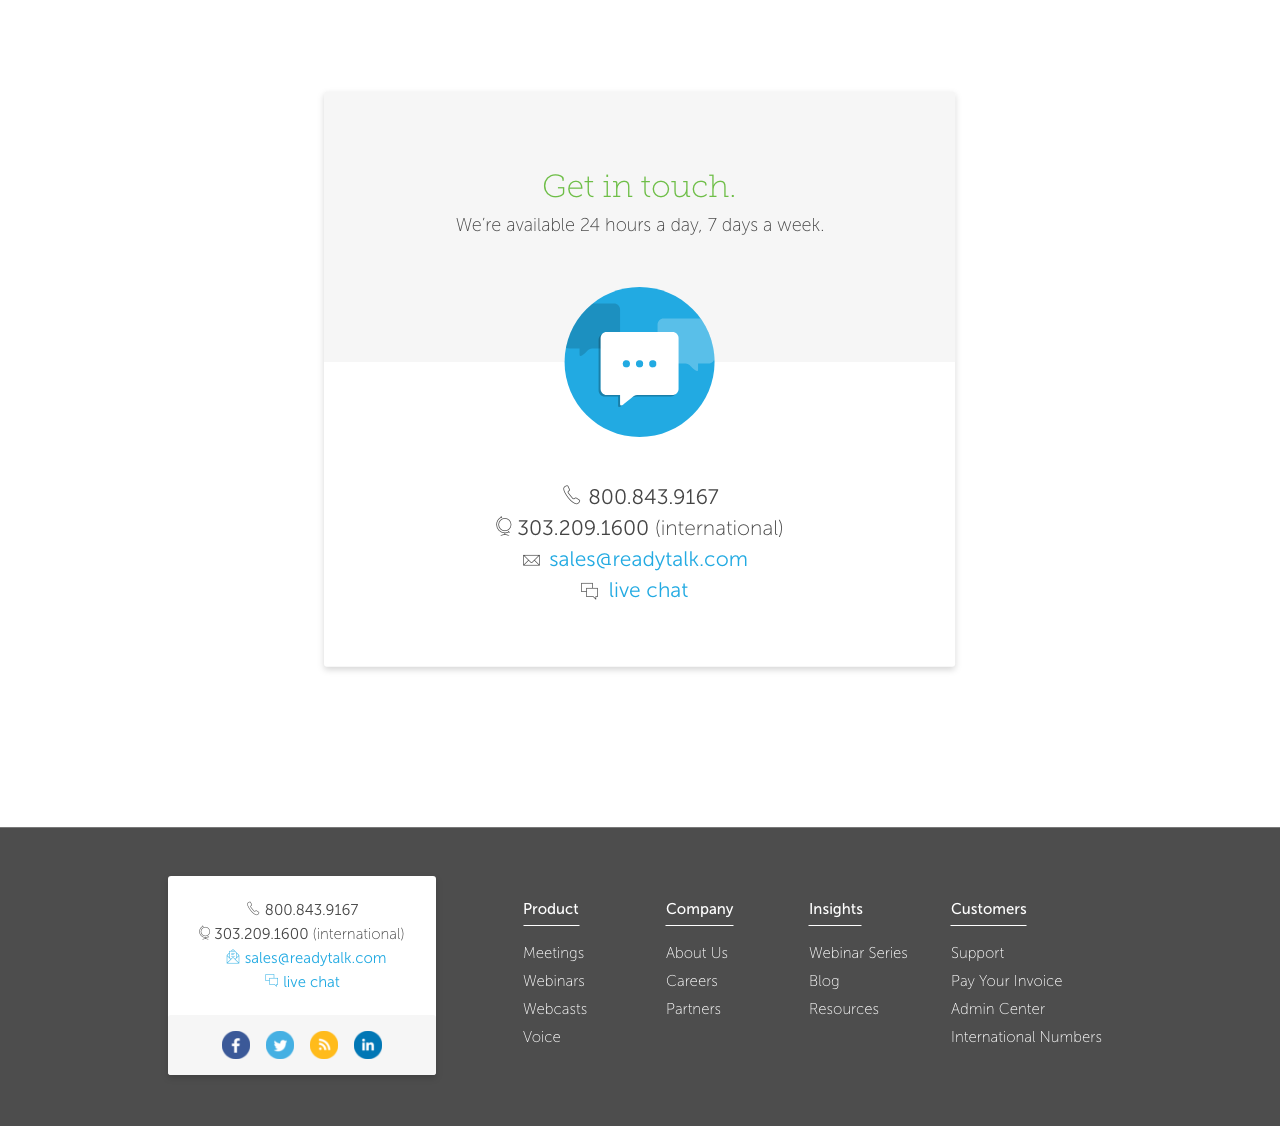 Get in touch.
We're available 24 hours a day, 7 days a week.
800.843.9167
303.209.1600 (international)
sales@readytalk.com
live chat
800.843.9167
303.209.1600 (international)
sales@readytalk.com
live chat
Product
Meetings
Webinars
Webcasts
Voice
Company
About Us
Careers
Partners
Insights
Webinar Series
Blog
Resources
Customers
Support
Pay Your Invoice
Admin Center
International Numbers